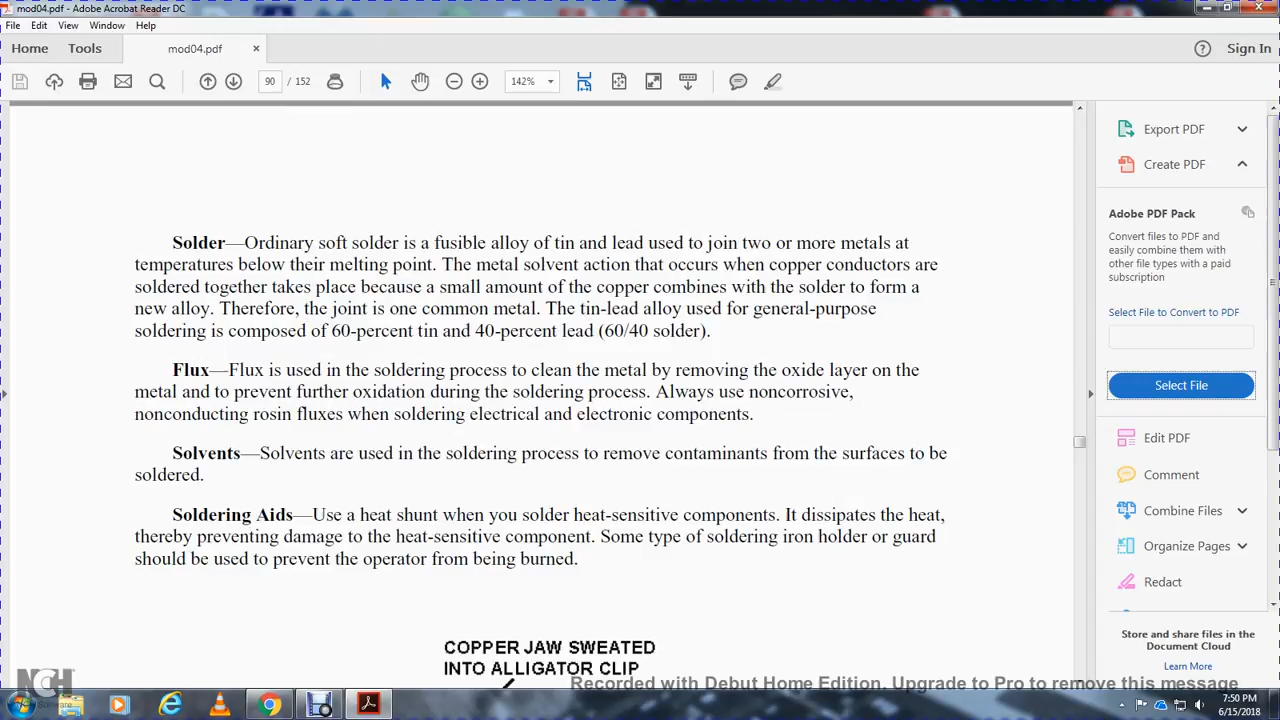 mod04.pdf - Adobe Acrobat Reader DC
File Edit View Window Help
Home Tools mod04.pdf × Sign In
90 / 152 142%
Solder—Ordinary soft solder is a fusible alloy of tin and lead used to join two or more metals at
temperatures below their melting point. The metal solvent action that occurs when copper conductors are
soldered together takes place because a small amount of the copper combines with the solder to form a
new alloy. Therefore, the joint is one common metal. The tin-lead alloy used for general-purpose
soldering is composed of 60-percent tin and 40-percent lead (60/40 solder).
Flux—Flux is used in the soldering process to clean the metal by removing the oxide layer on the
metal and to prevent further oxidation during the soldering process. Always use noncorrosive,
nonconducting rosin fluxes when soldering electrical and electronic components.
Solvents—Solvents are used in the soldering process to remove contaminants from the surfaces to be
soldered.
Soldering Aids—Use a heat shunt when you solder heat-sensitive components. It dissipates the heat,
thereby preventing damage to the heat-sensitive component. Some type of soldering iron holder or guard
should be used to prevent the operator from being burned.
COPPER JAW SWEATED
INTO ALLIGATOR CLIP
Export PDF
Create PDF
Adobe PDF Pack
Convert files to PDF and
easily combine them with
other file types with a paid
subscription
Select File to Convert to PDF
Select File
Edit PDF
Comment
Combine Files
Organize Pages
Redact
Store and share files in the
Document Cloud
Learn More
NCH
Software
Recorded with Debut Home Edition. Upgrade to Pro to remove this message
7:50 PM
6/15/2018